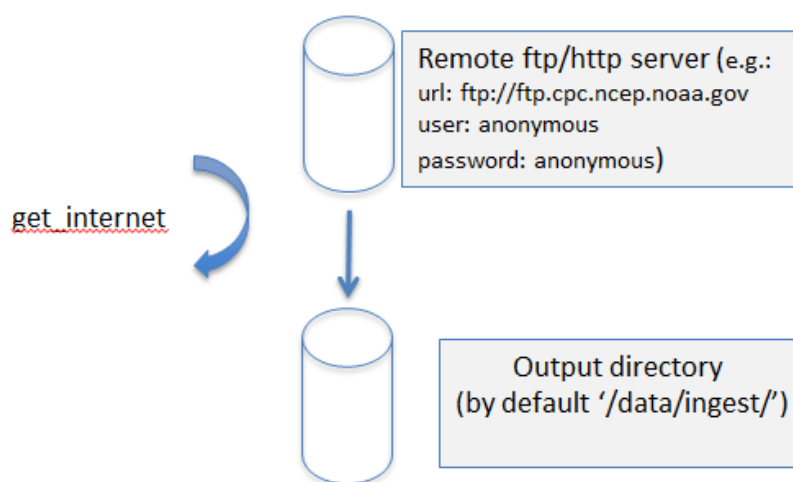 Remote ftp/http server (e.g.:
url: ftp://ftp.cpc.ncep.noaa.gov
user: anonymous
password: anonymous)
get_internet
Output directory
(by default ‘/data/ingest/’)